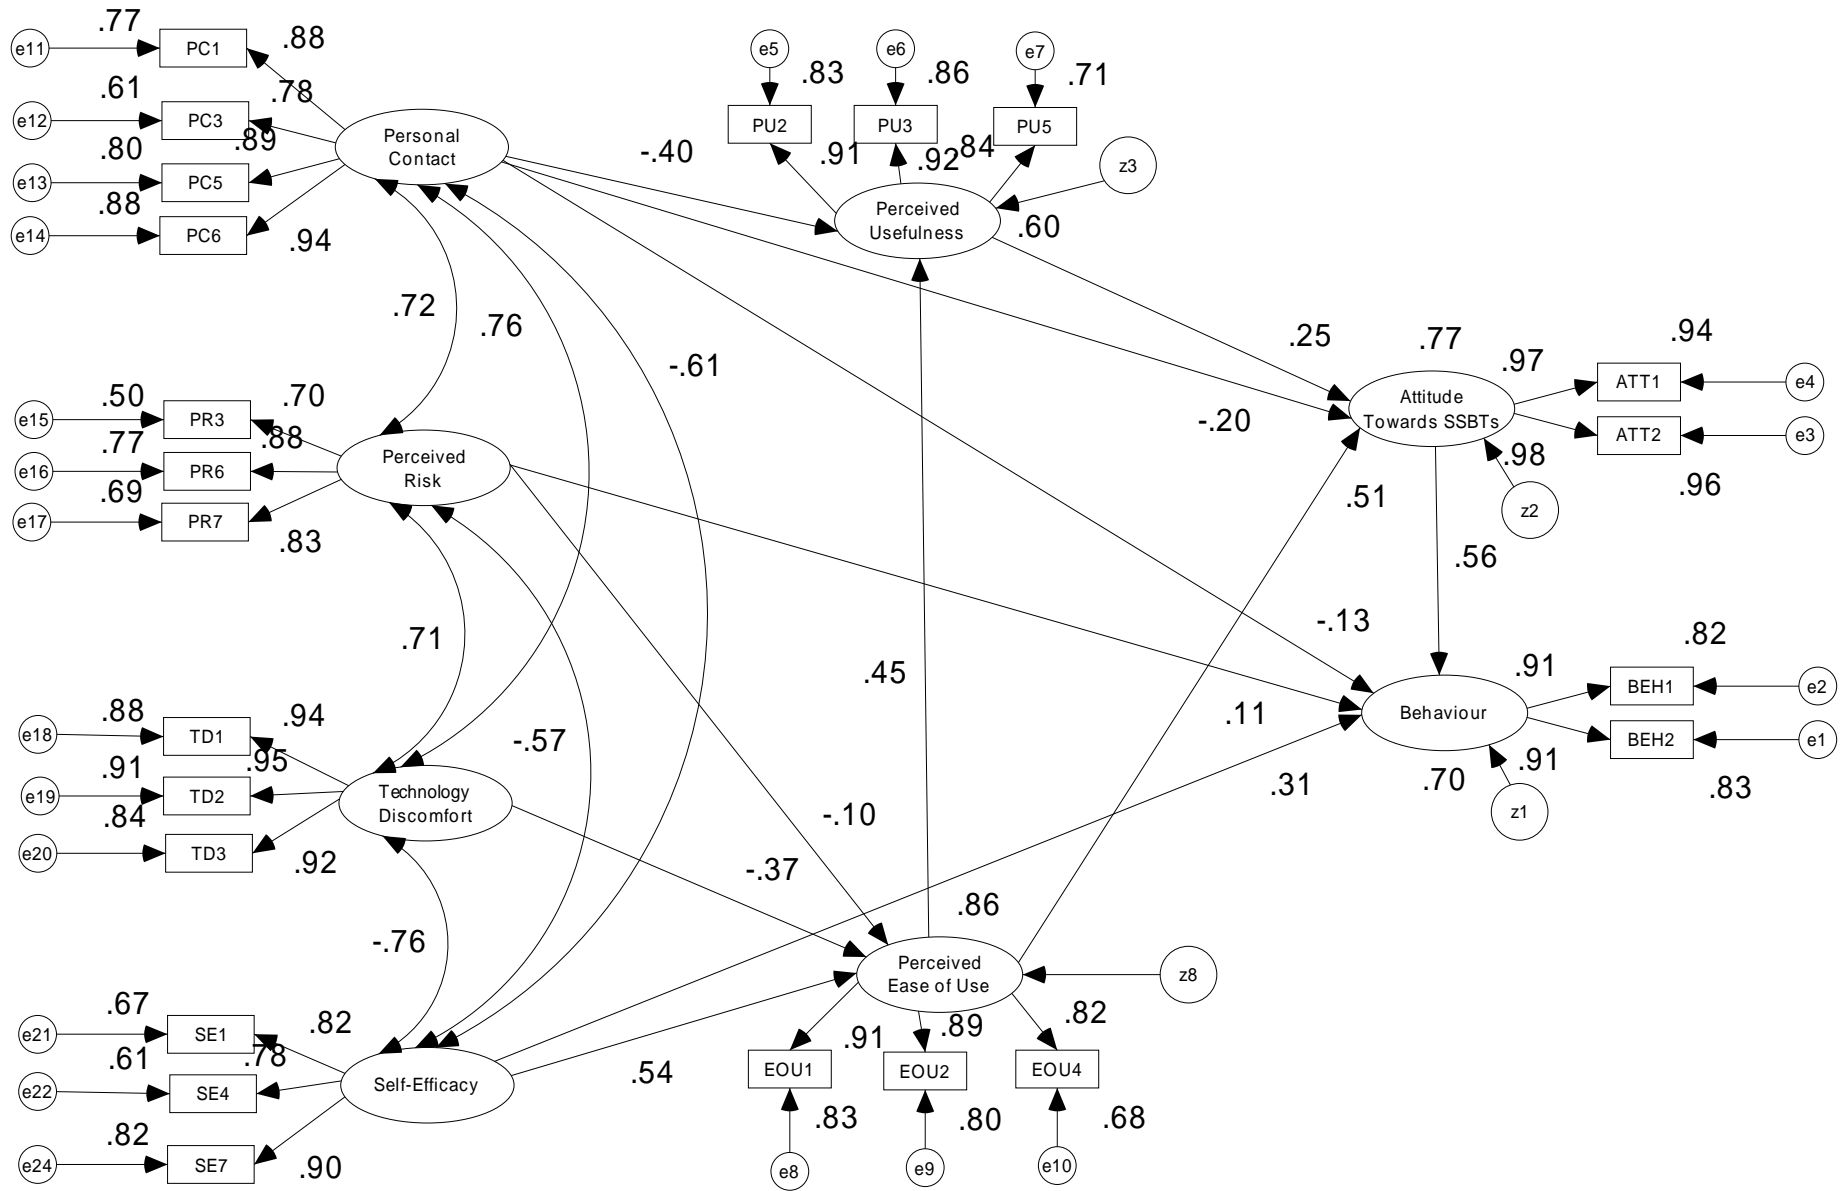 .77
.88
e11
PC1
.61
.78
e12
PC3
.80
.89
e13
PC5
.88
e14
PC6
.94
Personal
Contact
e5
e6
e7
.83
.86
.71
PU2
PU3
PU5
.91
.92
.84
z3
Perceived
Usefulness
.60
-.40
.72
.76
-.61
.25
.77
.97
.94
ATT1
e4
Attitude
Towards SSBTs
ATT2
e3
-.20
.98
.96
z2
.51
.56
.50
.70
e15
PR3
.77
.88
e16
PR6
.69
e17
PR7
.83
Perceived
Risk
.71
-.57
.45
-.13
.11
.31
.91
.82
BEH1
e2
Behaviour
BEH2
e1
.70
.91
.83
z1
.88
.94
e18
TD1
.91
.95
e19
TD2
.84
e20
TD3
.92
Technology
Discomfort
-.10
-.37
-.76
.86
Perceived
Ease of Use
z8
.67
.82
e21
SE1
.61
.78
e22
SE4
.82
e24
SE7
.90
Self-Efficacy
.54
.91
.89
.82
EOU1
EOU2
EOU4
.83
.80
.68
e8
e9
e10